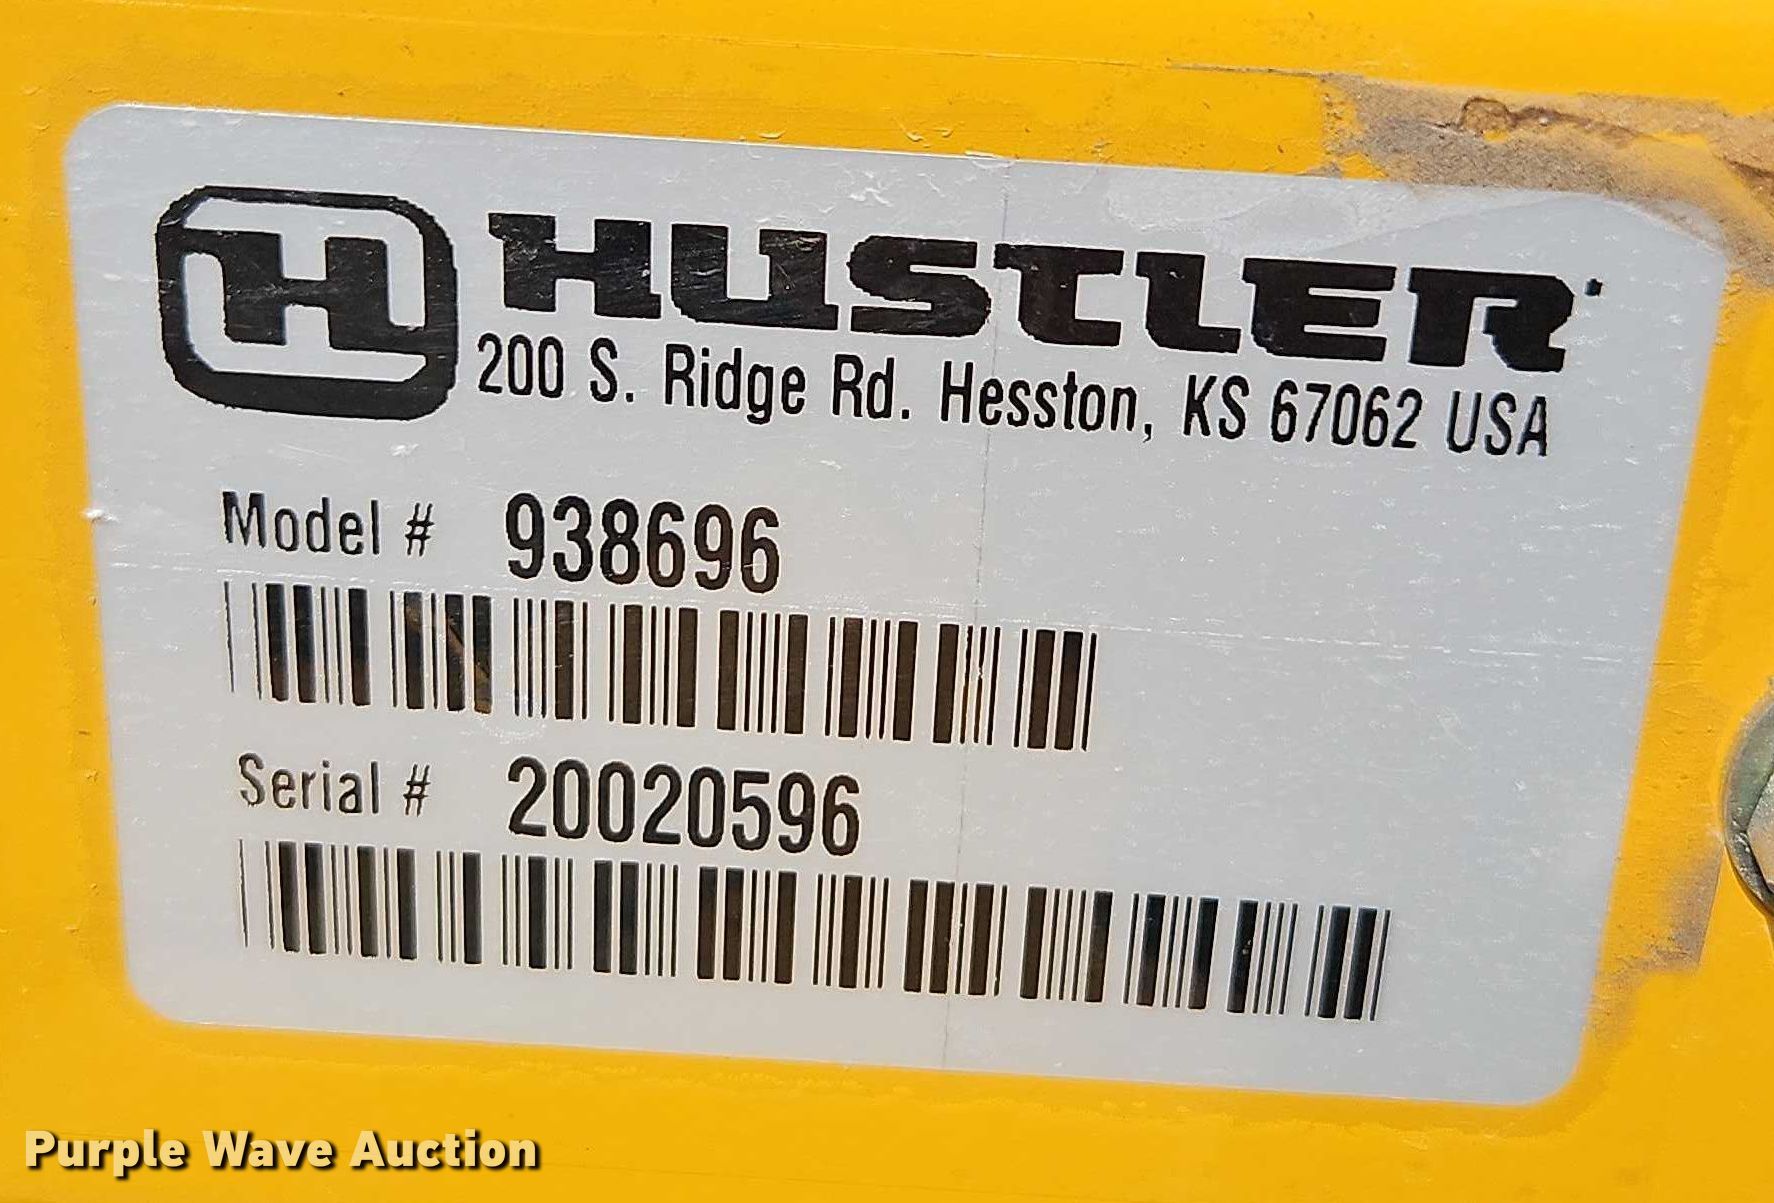 H HUSTLER
200 S. Ridge Rd. Hesston, KS 67062 USA
Model # 938696
Serial # 20020596
Purple Wave Auction